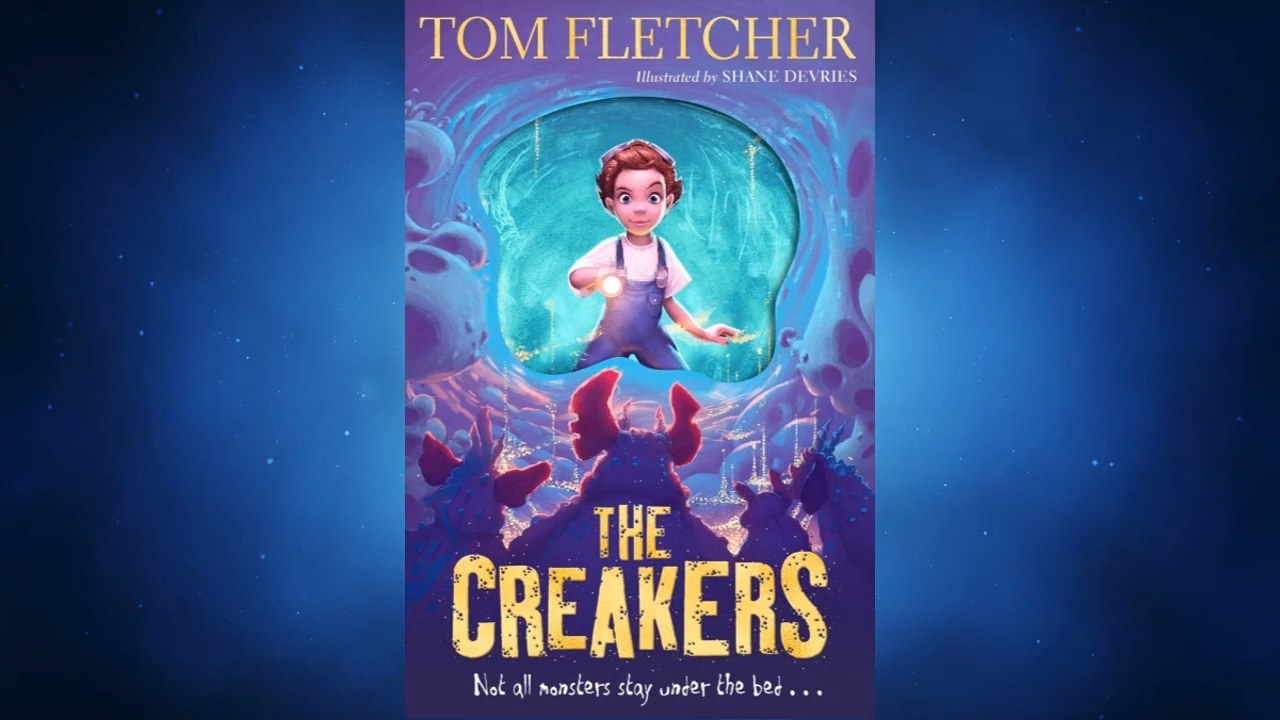 TOM FLETCHER
Illustrated by SHANE DEVRIES
THE
CREAKERS
Not all monsters stay under the bed...